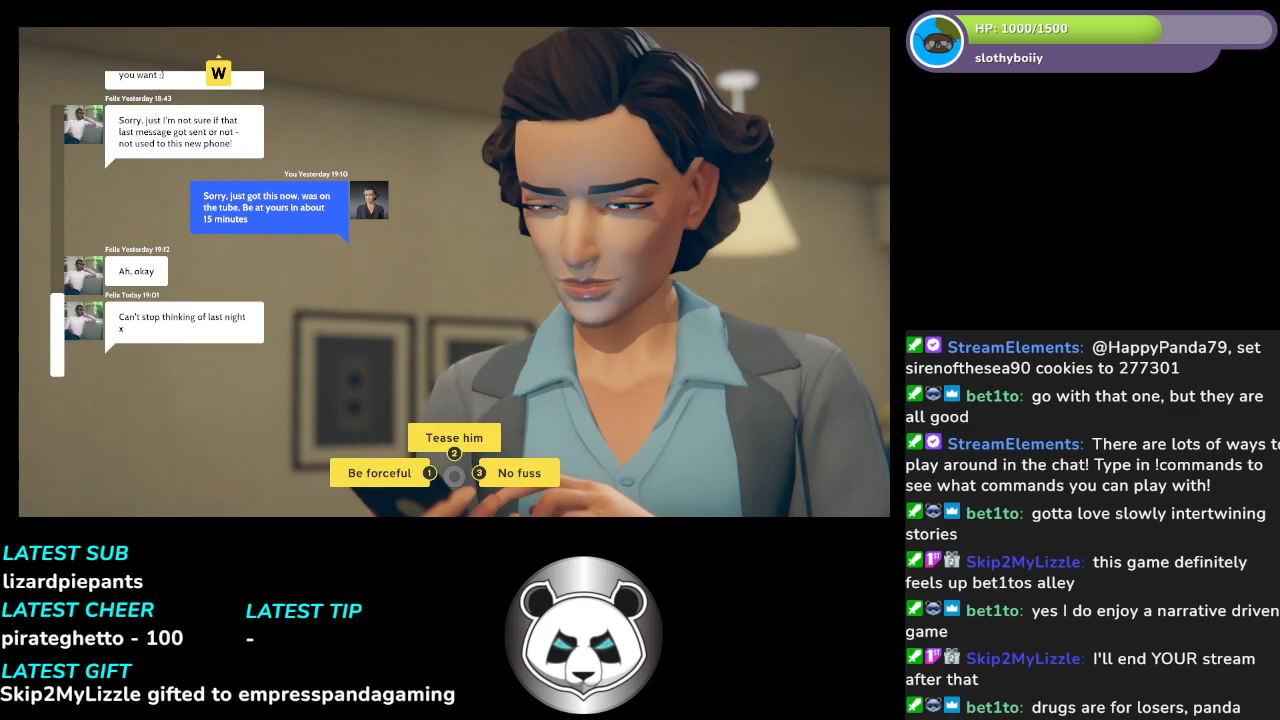 you want ;)
W
Felix Yesterday 18:43
Sorry, just I'm not sure if that
last message got sent or not -
not used to this new phone!
You Yesterday 19:10
Sorry, just got this now, was on
the tube. Be at yours in about
15 minutes
Felix Yesterday 19:12
Ah, okay
Felix Today 19:01
Can't stop thinking of last night
x
Tease him
2
Be forceful 1
3 No fuss
LATEST SUB
lizardpiepants
LATEST CHEER
pirateghetto - 100
LATEST TIP
-
LATEST GIFT
Skip2MyLizzle gifted to empresspandagaming
HP: 1000/1500
slothyboiiy
StreamElements: @HappyPanda79, set
sirenofthesea90 cookies to 277301
bet1to: go with that one, but they are
all good
StreamElements: There are lots of ways to
play around in the chat! Type in !commands to
see what commands you can play with!
bet1to: gotta love slowly intertwining
stories
Skip2MyLizzle: this game definitely
feels up bet1tos alley
bet1to: yes I do enjoy a narrative driven
game
Skip2MyLizzle: I'll end YOUR stream
after that
bet1to: drugs are for losers, panda